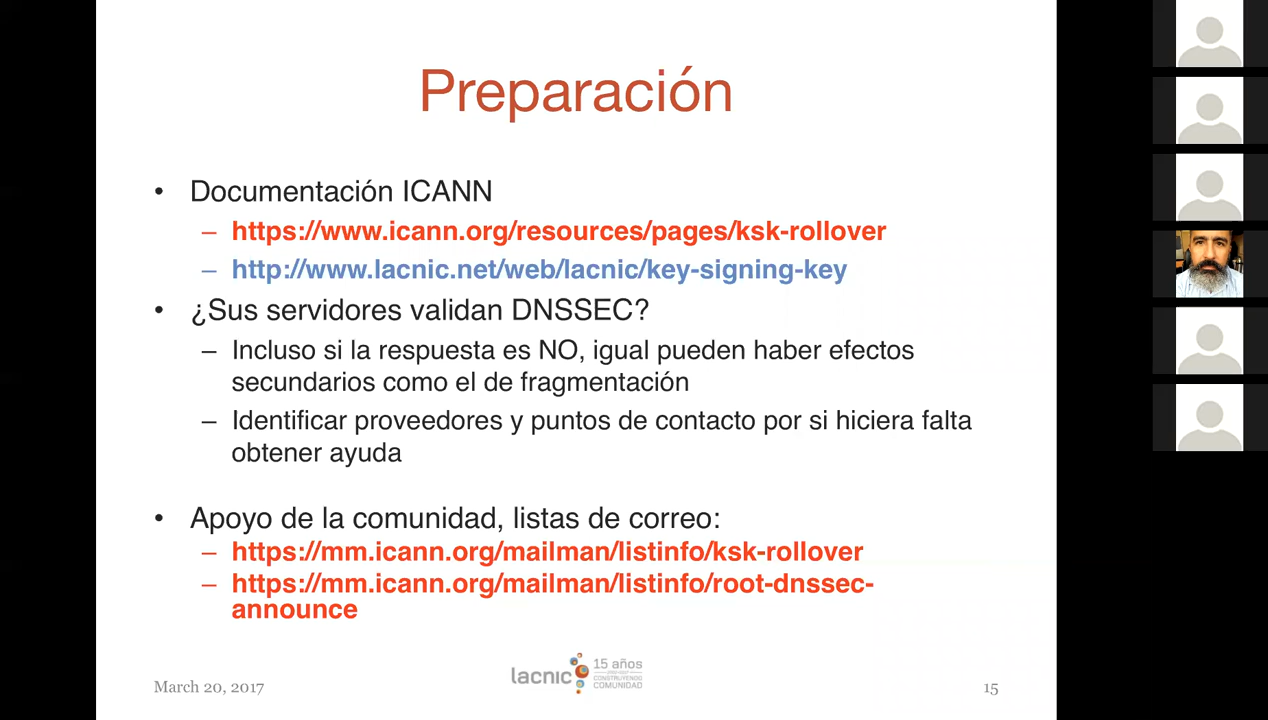 Preparación
• Documentación ICANN
– https://www.icann.org/resources/pages/ksk-rollover
– http://www.lacnic.net/web/lacnic/key-signing-key
• ¿Sus servidores validan DNSSEC?
– Incluso si la respuesta es NO, igual pueden haber efectos
secundarios como el de fragmentación
– Identificar proveedores y puntos de contacto por si hiciera falta
obtener ayuda
• Apoyo de la comunidad, listas de correo:
– https://mm.icann.org/mailman/listinfo/ksk-rollover
– https://mm.icann.org/mailman/listinfo/root-dnssec-
announce
March 20, 2017
lacnic
15 años
CONSTRUYENDO
COMUNIDAD
15